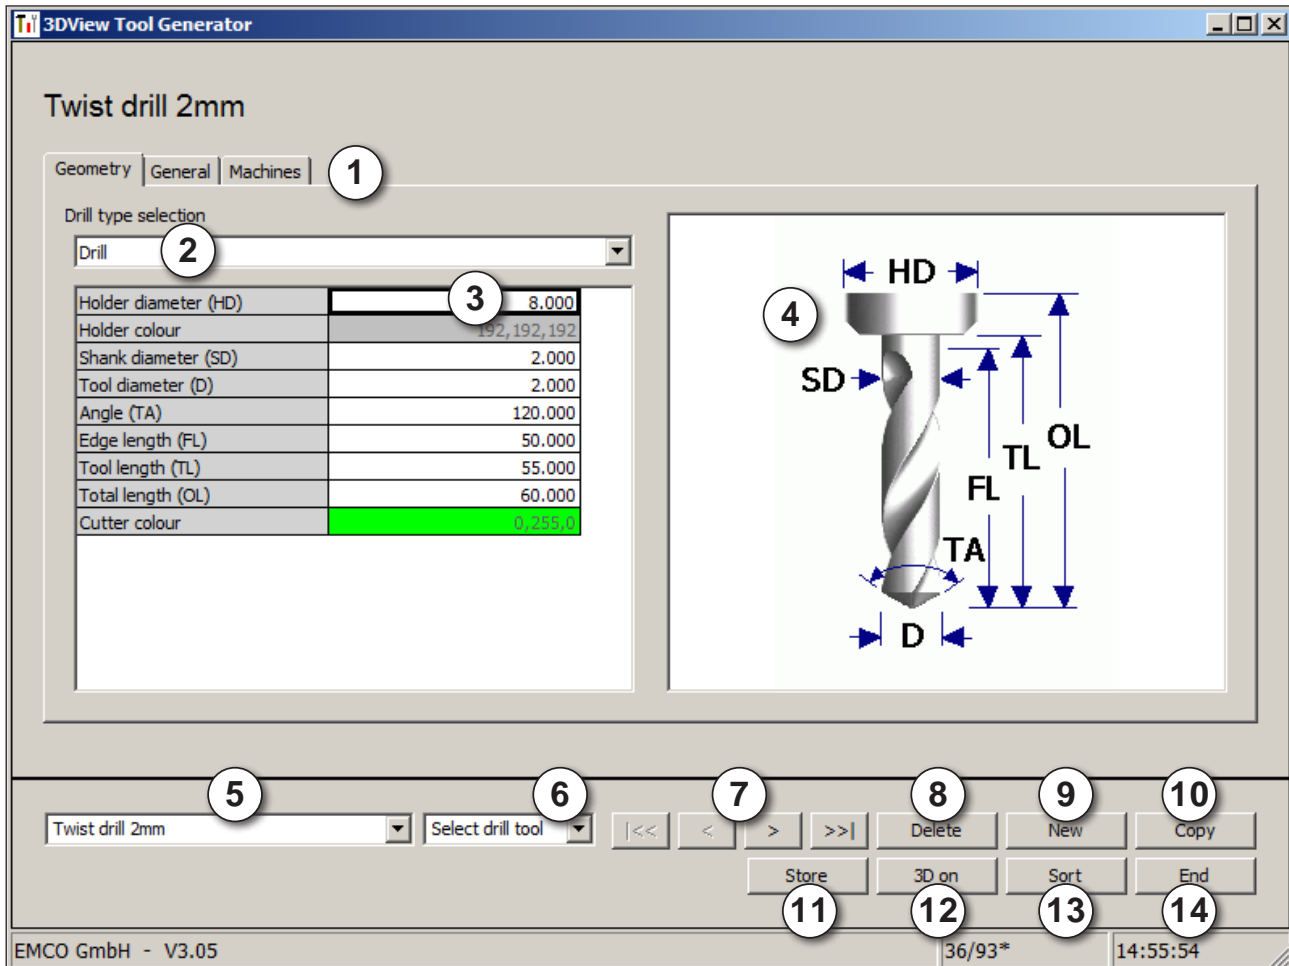 3DView Tool Generator
Twist drill 2mm
Geometry General Machines 1
Drill type selection
Drill 2
Holder diameter (HD) 8.000 3
Holder colour 192,192,192
Shank diameter (SD) 2.000
Tool diameter (D) 2.000
Angle (TA) 120.000
Edge length (FL) 50.000
Tool length (TL) 55.000
Total length (OL) 60.000
Cutter colour 0,255,0
HD
4
SD
OL
TL
FL
TA
D
5 6 7 8 9 10
Twist drill 2mm Select drill tool |<< < > >>| Delete New Copy
Store 3D on Sort End
11 12 13 14
EMCO GmbH - V3.05 36/93* 14:55:54